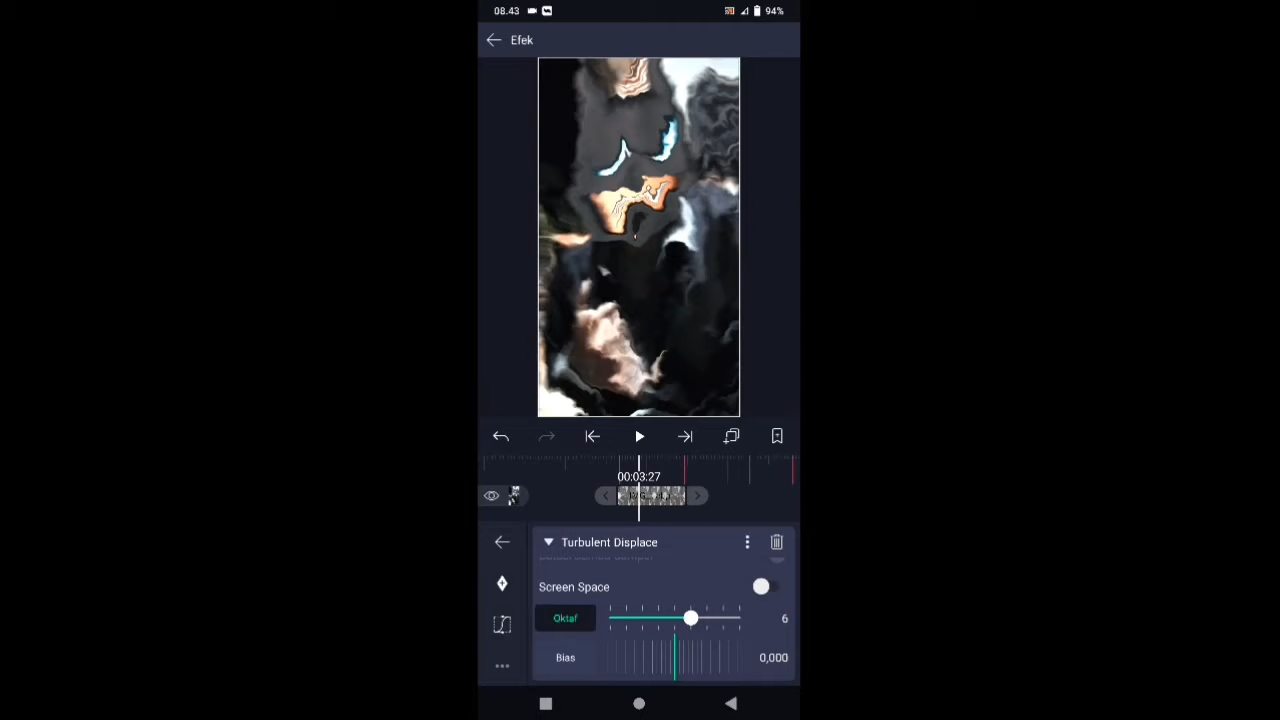 08.43
94%
Efek
00:03:27
Turbulent Displace
Screen Space
Oktaf
6
Bias
0,000